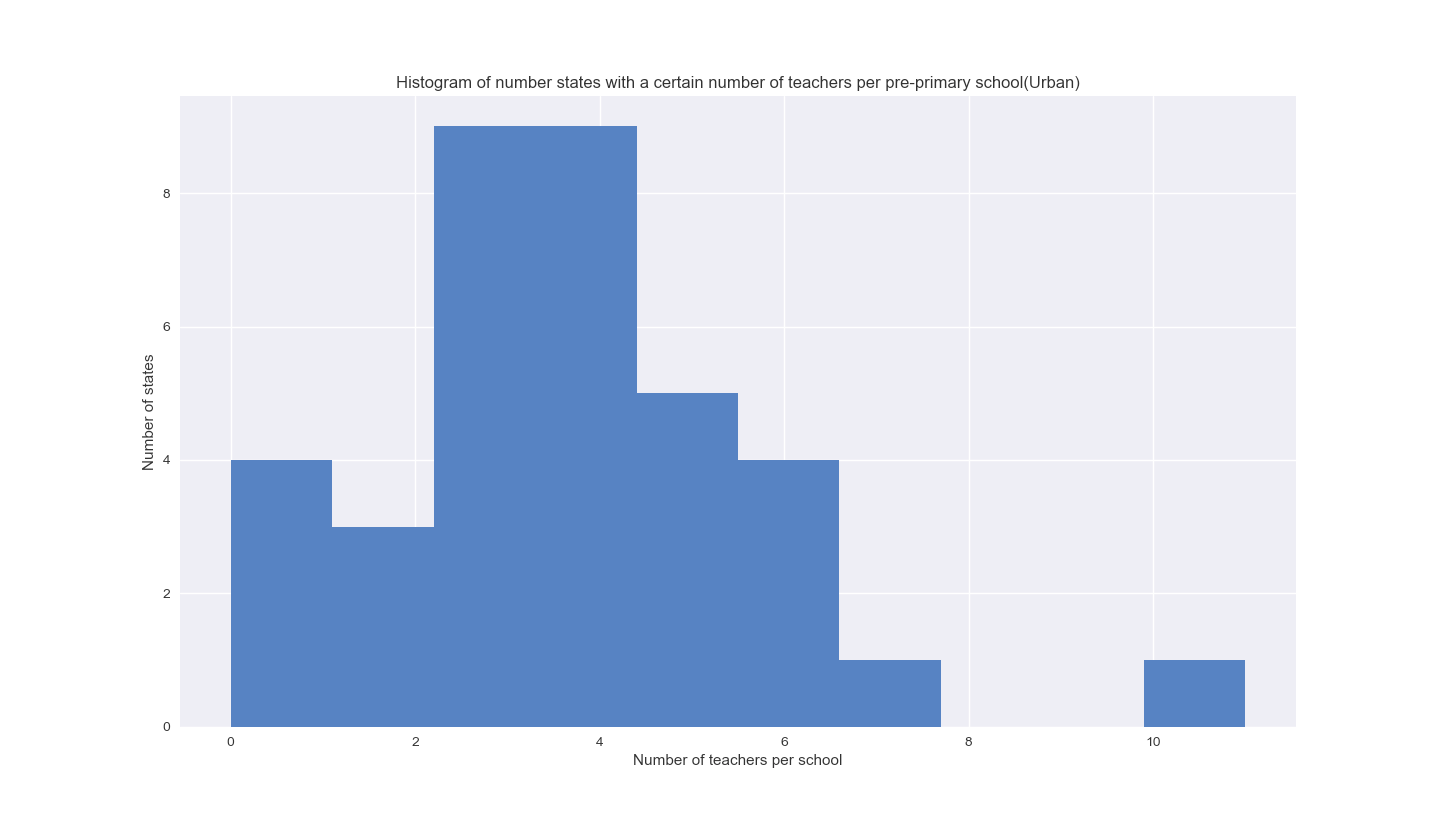 Histogram of number states with a certain number of teachers per pre-primary school(Urban)
8
6
4
2
0
Number of states
0 2 4 6 8 10
Number of teachers per school